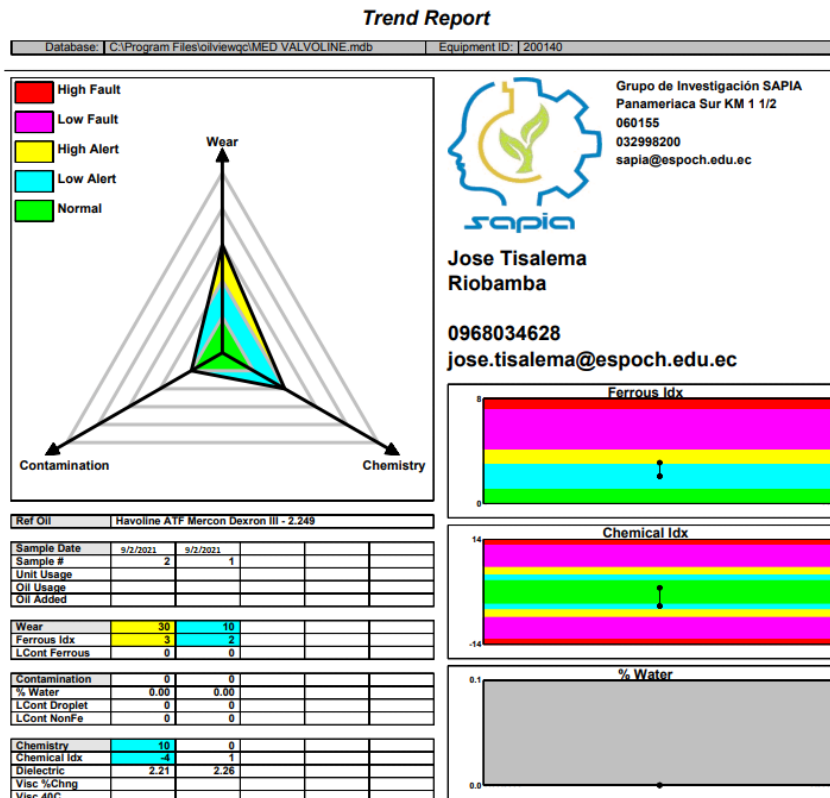 Trend Report
Database: C:\Program Files\oilviewqc\MED VALVOLINE.mdb Equipment ID: 200140
High Fault
Low Fault
High Alert
Low Alert
Normal
Wear
Contamination
Chemistry
sapia
Grupo de Investigación SAPIA
Panameriaca Sur KM 1 1/2
060155
032998200
sapia@espoch.edu.ec
Jose Tisalema
Riobamba
0968034628
jose.tisalema@espoch.edu.ec
Ref Oil Havoline ATF Mercon Dexron III - 2.249
Sample Date 9/2/2021 9/2/2021
Sample # 2 1
Unit Usage
Oil Usage
Oil Added
Wear 30 10
Ferrous Idx 3 2
LCont Ferrous 0 0
Contamination 0 0
% Water 0.00 0.00
LCont Droplet 0 0
LCont NonFe 0 0
Chemistry 10 0
Chemical Idx -4 1
Dielectric 2.21 2.26
Visc %Chng
Visc 40C
Ferrous Idx
8
0
Chemical Idx
14
-14
% Water
0.1
0.0